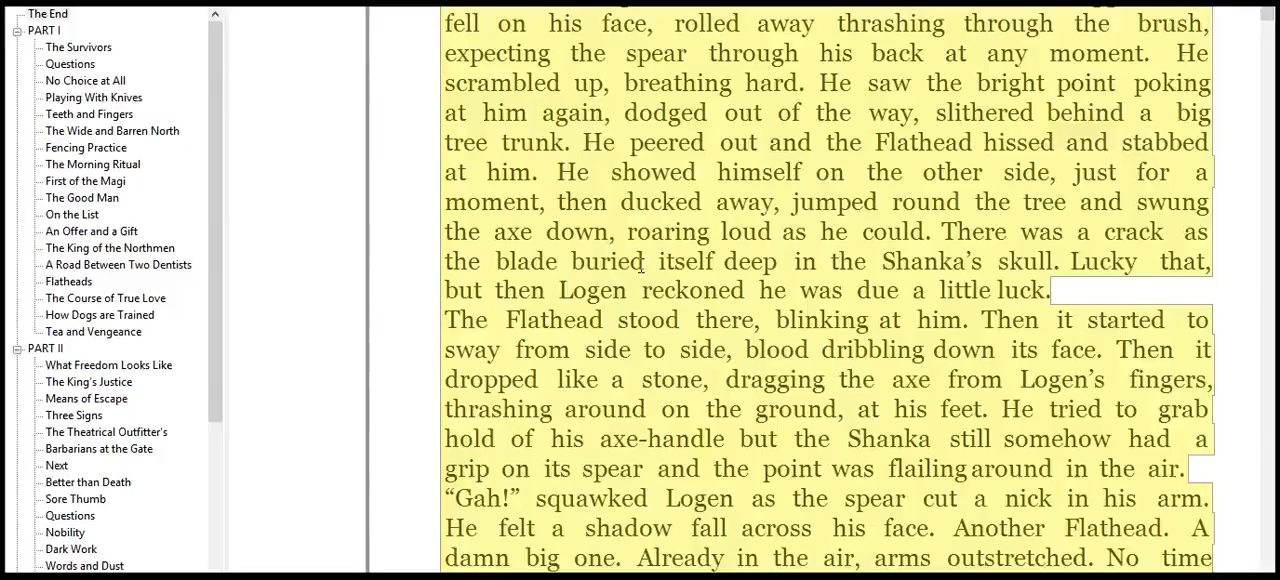 The End
PART I
The Survivors
Questions
No Choice at All
Playing With Knives
Teeth and Fingers
The Wide and Barren North
Fencing Practice
The Morning Ritual
First of the Magi
The Good Man
On the List
An Offer and a Gift
The King of the Northmen
A Road Between Two Dentists
Flatheads
The Course of True Love
How Dogs are Trained
Tea and Vengeance
PART II
What Freedom Looks Like
The King's Justice
Means of Escape
Three Signs
The Theatrical Outfitter's
Barbarians at the Gate
Next
Better than Death
Sore Thumb
Questions
Nobility
Dark Work
Words and Dust
fell on his face, rolled away thrashing through the brush,
expecting the spear through his back at any moment. He
scrambled up, breathing hard. He saw the bright point poking
at him again, dodged out of the way, slithered behind a big
tree trunk. He peered out and the Flathead hissed and stabbed
at him. He showed himself on the other side, just for a
moment, then ducked away, jumped round the tree and swung
the axe down, roaring loud as he could. There was a crack as
the blade buried itself deep in the Shanka’s skull. Lucky that,
but then Logen reckoned he was due a little luck.
The Flathead stood there, blinking at him. Then it started to
sway from side to side, blood dribbling down its face. Then it
dropped like a stone, dragging the axe from Logen’s fingers,
thrashing around on the ground, at his feet. He tried to grab
hold of his axe-handle but the Shanka still somehow had a
grip on its spear and the point was flailing around in the air.
“Gah!” squawked Logen as the spear cut a nick in his arm.
He felt a shadow fall across his face. Another Flathead. A
damn big one. Already in the air, arms outstretched. No time